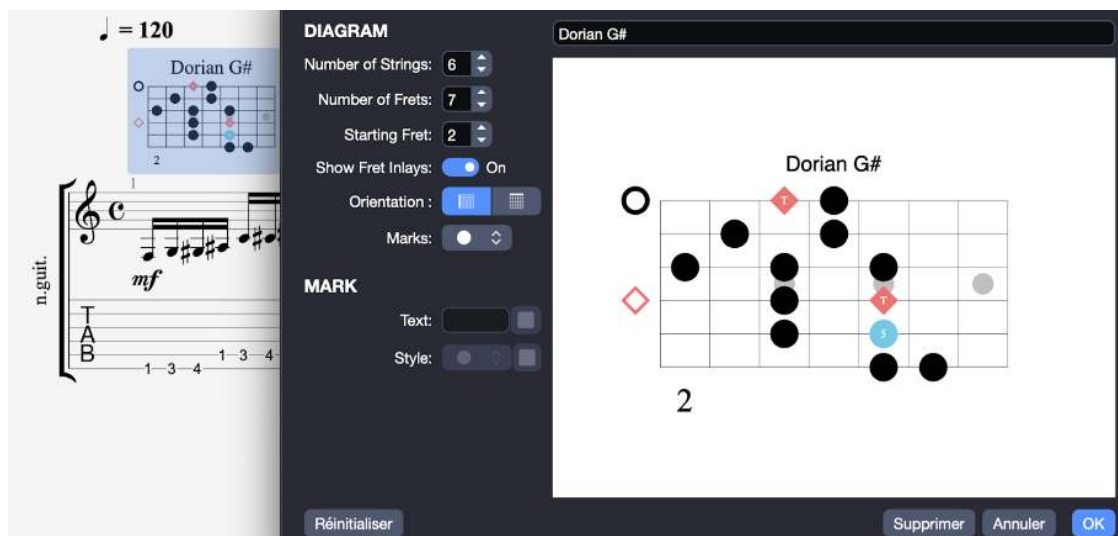 ♩ = 120
Dorian G#
2
1
n.guit.
mf
T
A
B
1 3 4
1 3 4
DIAGRAM
Number of Strings: 6
Number of Frets: 7
Starting Fret: 2
Show Fret Inlays: On
Orientation :
Marks:
MARK
Text:
Style:
Dorian G#
Dorian G#
T
T
5
2
Réinitialiser
Supprimer Annuler OK